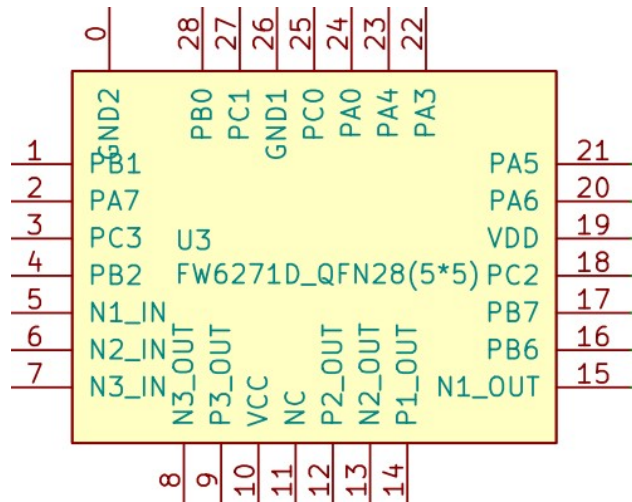 0
28
27
26
25
24
23
22
GND2
PB0
PC1
GND1
PC0
PA0
PA4
PA3
1 PB1
2 PA7
3 PC3
4 PB2
5 N1_IN
6 N2_IN
7 N3_IN
U3
FW6271D_QFN28(5*5)
PA5 21
PA6 20
VDD 19
PC2 18
PB7 17
PB6 16
N1_OUT 15
N3_OUT
P3_OUT
VCC
NC
P2_OUT
N2_OUT
P1_OUT
8
9
10
11
12
13
14